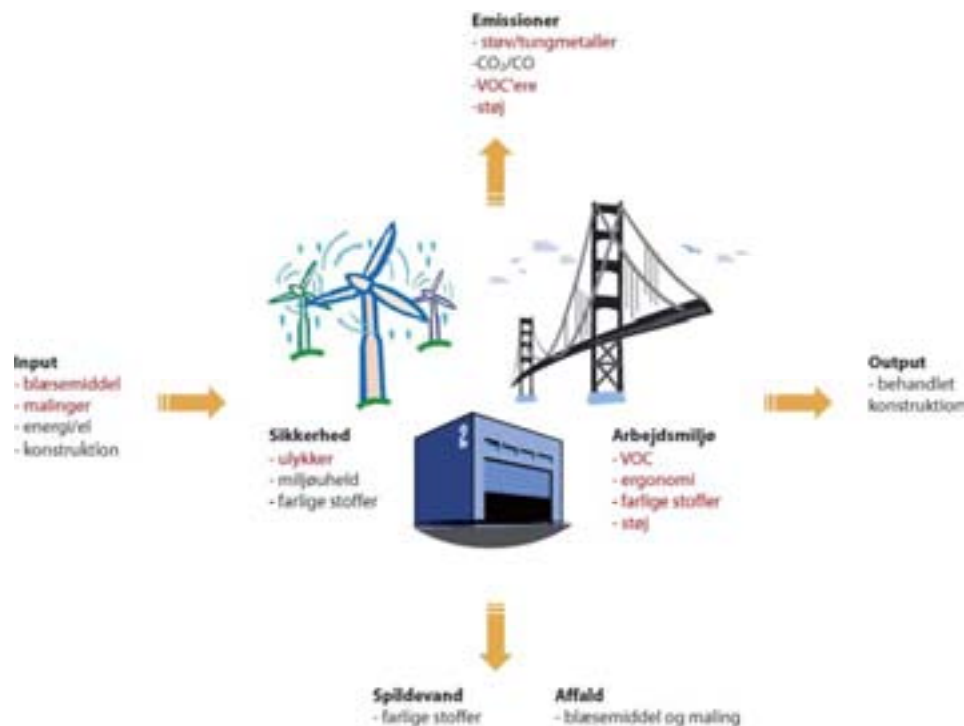 Emissioner
- støv/tungmetaller
-CO₂/CO
-VOC'ere
-støj
Input
- blæsemiddel
- malinger
- energi/el
- konstruktion
Sikkerhed
- ulykker
- miljøuheld
- farlige stoffer
2
Arbejdsmiljø
- VOC
- ergonomi
- farlige stoffer
- støj
Output
- behandlet
konstruktion
Spildevand
- farlige stoffer
Affald
- blæsemiddel og maling